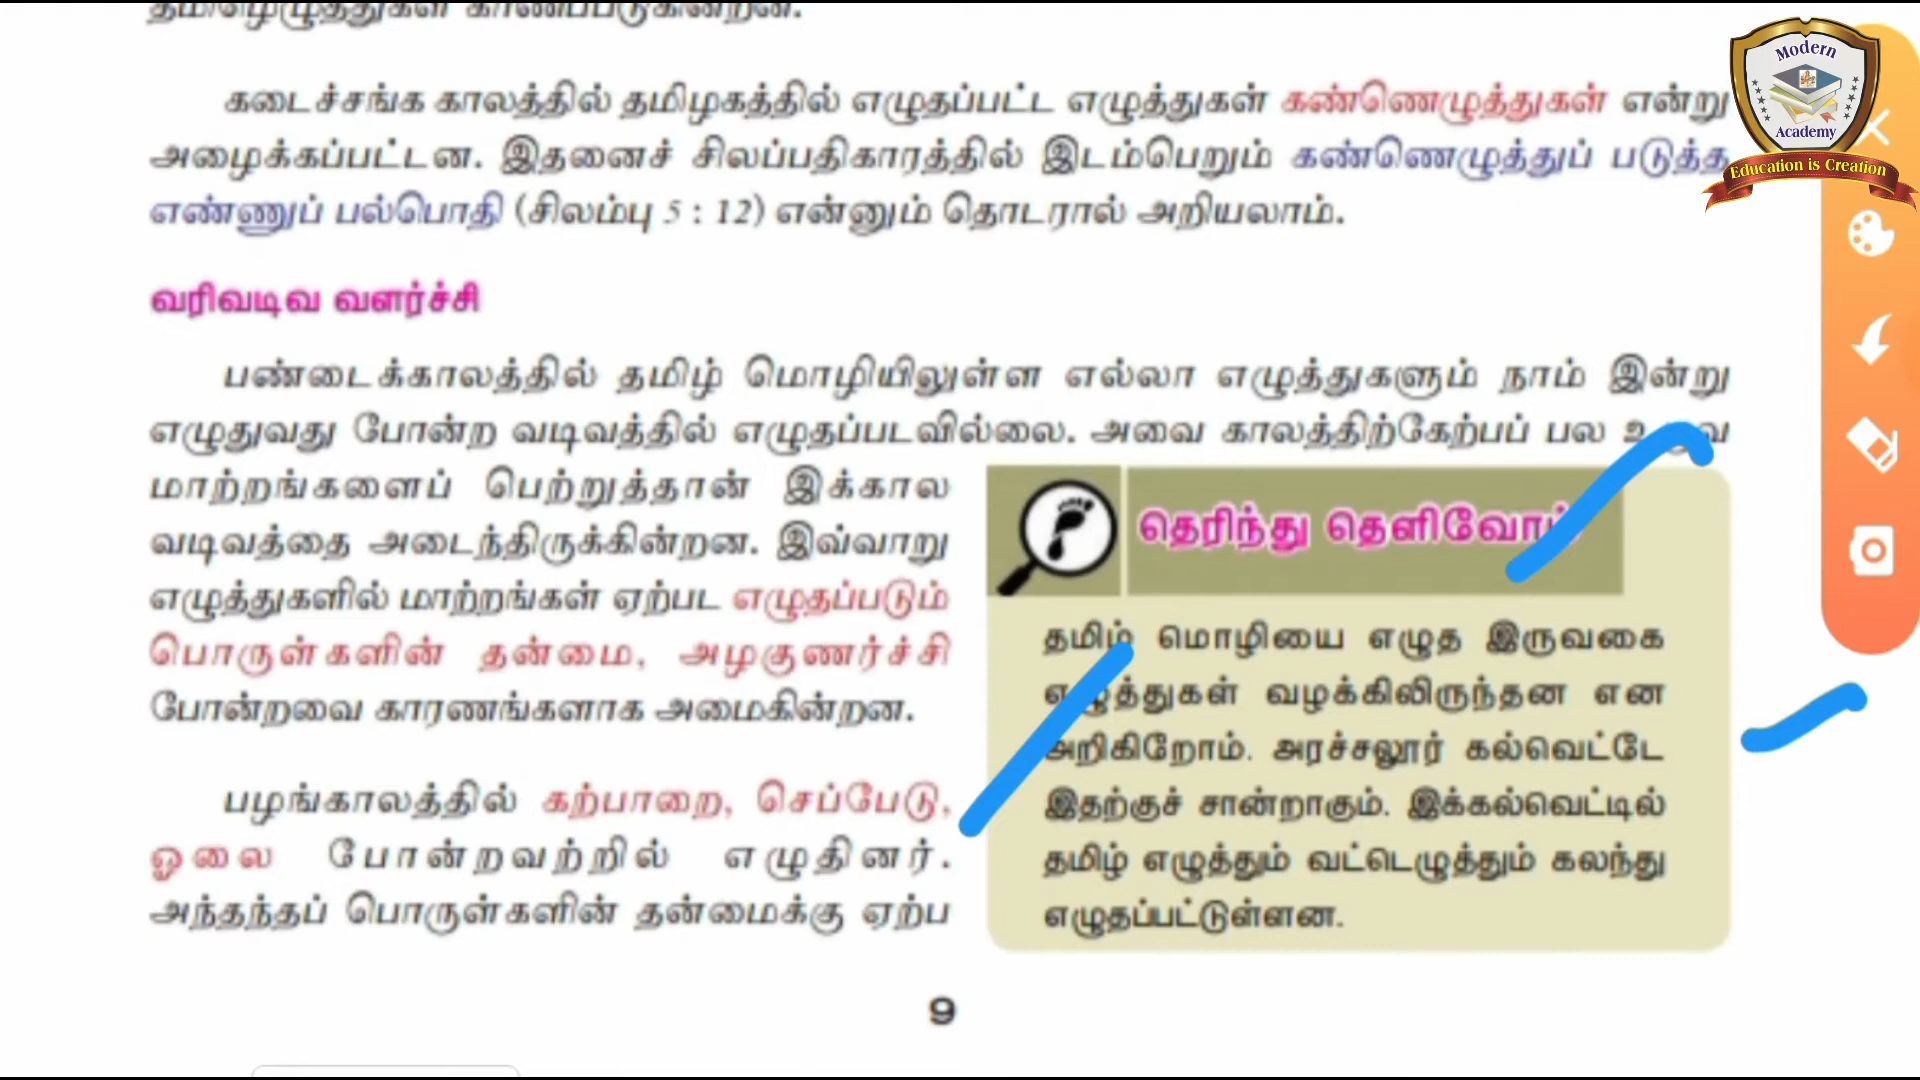 தமிழெழுத்துகள் காணப்படுகின்றன.
கடைச்சங்க காலத்தில் தமிழகத்தில் எழுதப்பட்ட எழுத்துகள் கண்ணெழுத்துகள் என்று
அழைக்கப்பட்டன. இதனைச் சிலப்பதிகாரத்தில் இடம்பெறும் கண்ணெழுத்துப் படுத்த
எண்ணுப் பல்பொதி (சிலம்பு 5 : 12) என்னும் தொடரால் அறியலாம்.
வரிவடிவ வளர்ச்சி
பண்டைக்காலத்தில் தமிழ் மொழியிலுள்ள எல்லா எழுத்துகளும் நாம் இன்று
எழுதுவது போன்ற வடிவத்தில் எழுதப்படவில்லை. அவை காலத்திற்கேற்பப் பல உருவ
மாற்றங்களைப் பெற்றுத்தான் இக்கால
வடிவத்தை அடைந்திருக்கின்றன. இவ்வாறு
எழுத்துகளில் மாற்றங்கள் ஏற்பட எழுதப்படும்
பொருள்களின் தன்மை, அழகுணர்ச்சி
போன்றவை காரணங்களாக அமைகின்றன.
பழங்காலத்தில் கற்பாறை, செப்பேடு,
ஓலை போன்றவற்றில் எழுதினர்.
அந்தந்தப் பொருள்களின் தன்மைக்கு ஏற்ப
தெரிந்து தெளிவோம்
தமிழ் மொழியை எழுத இருவகை
எழுத்துகள் வழக்கிலிருந்தன என
அறிகிறோம். அரச்சலூர் கல்வெட்டே
இதற்குச் சான்றாகும். இக்கல்வெட்டில்
தமிழ் எழுத்தும் வட்டெழுத்தும் கலந்து
எழுதப்பட்டுள்ளன.
9
Modern
Academy
Education is Creation